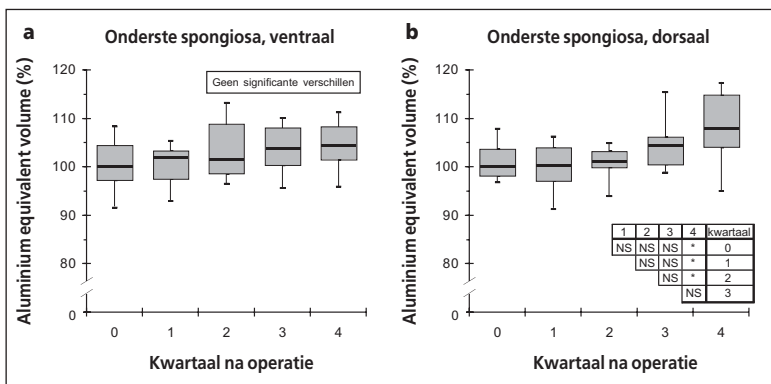 a
Onderste spongiosa, ventraal
Aluminium equivalent volume (%)
120
110
100
90
80
0
Geen significante verschillen
0 1 2 3 4
Kwartaal na operatie
b
Onderste spongiosa, dorsaal
Aluminium equivalent volume (%)
120
110
100
90
80
0
1 2 3 4 kwartaal
NS NS NS * 0
NS NS * 1
NS * 2
NS 3
0 1 2 3 4
Kwartaal na operatie